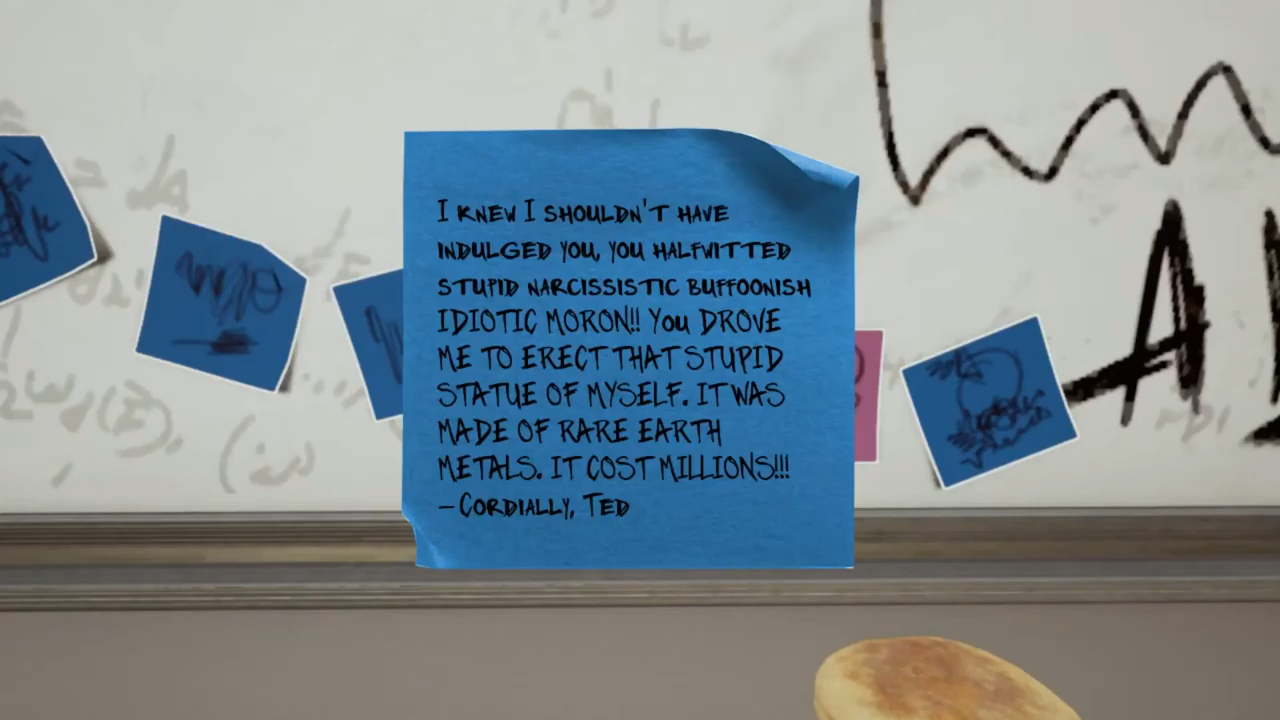 I KNEW I SHOULDN'T HAVE
INDULGED YOU, YOU HALFWITTED
STUPID NARCISSISTIC BUFFOONISH
IDIOTIC MORON!! YOU DROVE
ME TO ERECT THAT STUPID
STATUE OF MYSELF. IT WAS
MADE OF RARE EARTH
METALS. IT COST MILLIONS!!!
– CORDIALLY, TED